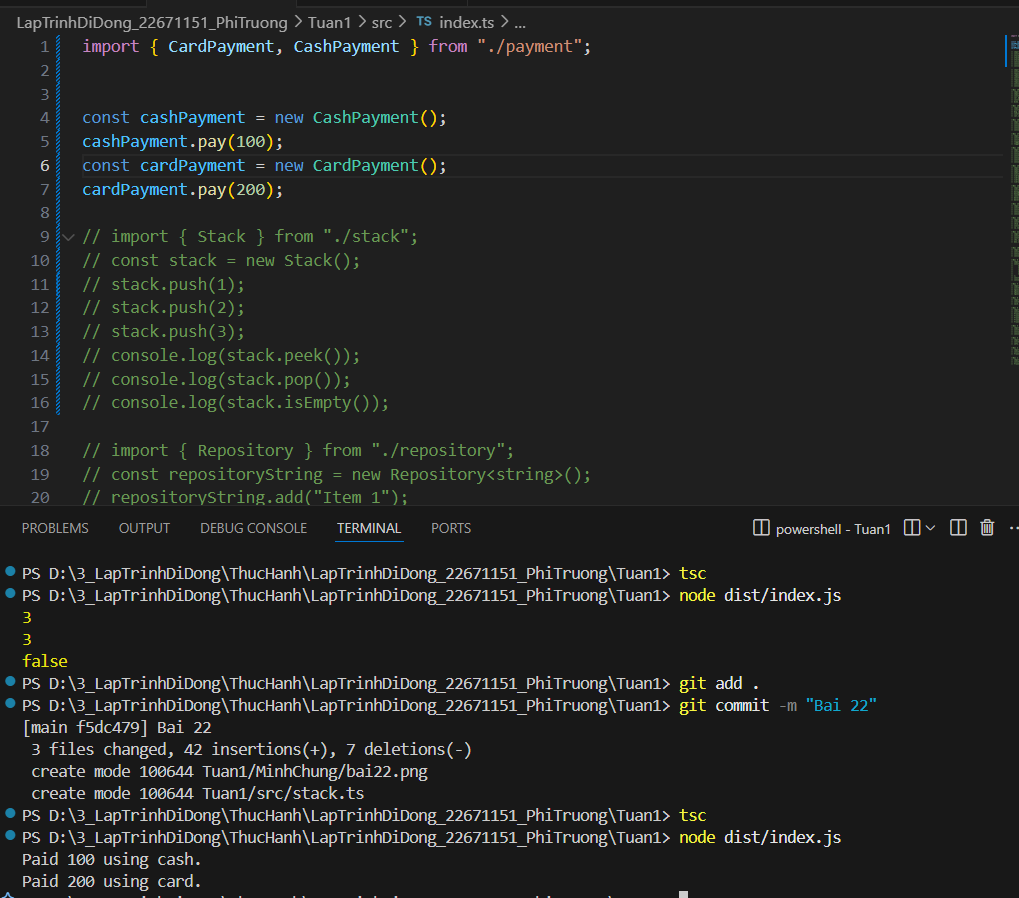 LapTrinhDiDong_22671151_PhiTruong > Tuan1 > src > TS index.ts > ...
1 import { CardPayment, CashPayment } from "./payment";
2
3
4 const cashPayment = new CashPayment();
5 cashPayment.pay(100);
6 const cardPayment = new CardPayment();
7 cardPayment.pay(200);
8
9 // import { Stack } from "./stack";
10 // const stack = new Stack();
11 // stack.push(1);
12 // stack.push(2);
13 // stack.push(3);
14 // console.log(stack.peek());
15 // console.log(stack.pop());
16 // console.log(stack.isEmpty());
17
18 // import { Repository } from "./repository";
19 // const repositoryString = new Repository<string>();
20 // repositoryString.add("Item 1");
PROBLEMS OUTPUT DEBUG CONSOLE TERMINAL PORTS powershell - Tuan1 ...
PS D:\3_LapTrinhDiDong\ThucHanh\LapTrinhDiDong_22671151_PhiTruong\Tuan1> tsc
PS D:\3_LapTrinhDiDong\ThucHanh\LapTrinhDiDong_22671151_PhiTruong\Tuan1> node dist/index.js
3
3
false
PS D:\3_LapTrinhDiDong\ThucHanh\LapTrinhDiDong_22671151_PhiTruong\Tuan1> git add .
PS D:\3_LapTrinhDiDong\ThucHanh\LapTrinhDiDong_22671151_PhiTruong\Tuan1> git commit -m "Bai 22"
[main f5dc479] Bai 22
3 files changed, 42 insertions(+), 7 deletions(-)
create mode 100644 Tuan1/MinhChung/bai22.png
create mode 100644 Tuan1/src/stack.ts
PS D:\3_LapTrinhDiDong\ThucHanh\LapTrinhDiDong_22671151_PhiTruong\Tuan1> tsc
PS D:\3_LapTrinhDiDong\ThucHanh\LapTrinhDiDong_22671151_PhiTruong\Tuan1> node dist/index.js
Paid 100 using cash.
Paid 200 using card.